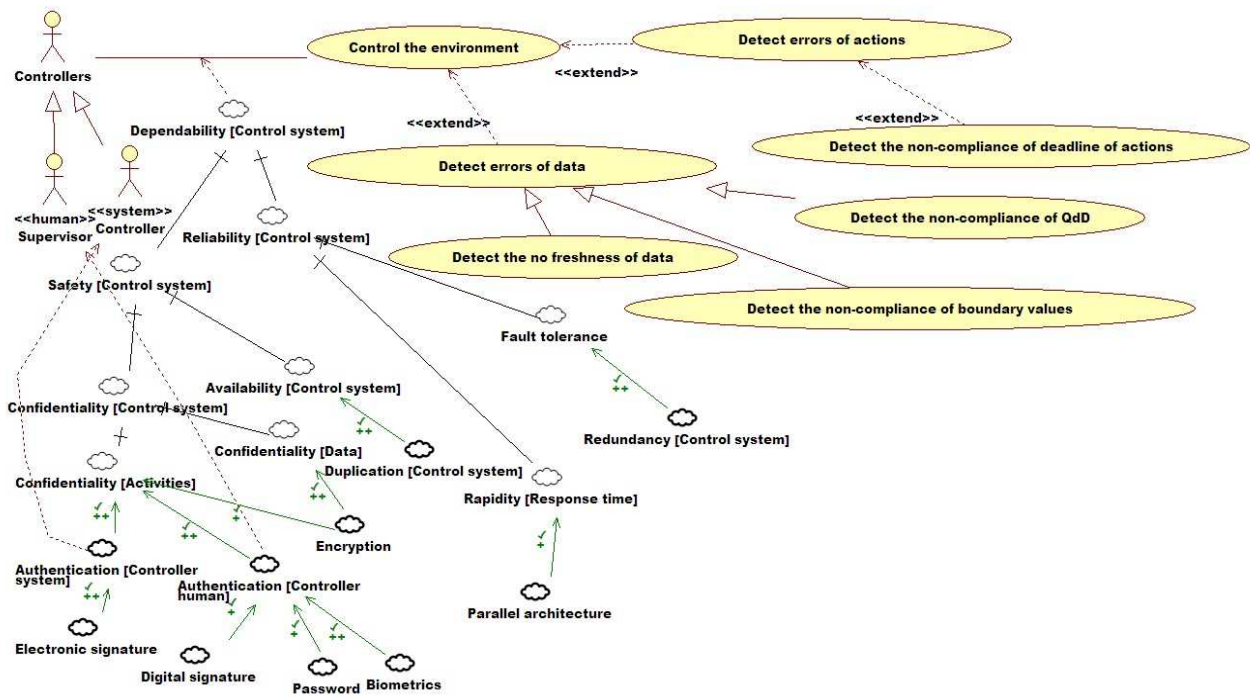 Control the environment
Detect errors of actions
Controllers
<<extend>>
Dependability [Control system]
<<extend>>
<<extend>>
Detect errors of data
Detect the non-compliance of deadline of actions
<<human>>
Supervisor
<<system>>
Controller
Reliability [Control system]
Detect the non-compliance of QdD
Detect the no freshness of data
Safety [Control system]
Detect the non-compliance of boundary values
Fault tolerance
Availability [Control system]
++
Confidentiality [Control system]
++
Redundancy [Control system]
Confidentiality [Data]
Duplication [Control system]
Confidentiality [Activities]
Rapidity [Response time]
++
++
+
++
Encryption
+
Authentication [Controller
system]
Authentication [Controller
human]
++
+
+
++
Parallel architecture
Electronic signature
Digital signature
Password
Biometrics